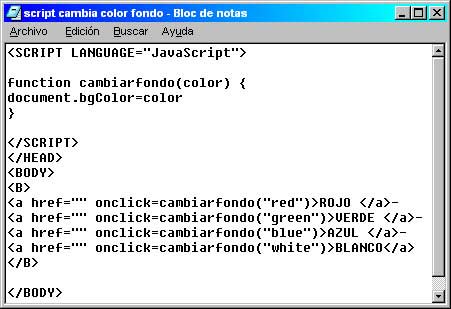 script cambia color fondo - Bloc de notas
Archivo Edición Buscar Ayuda
<SCRIPT LANGUAGE="JavaScript">
function cambiarfondo(color) {
document.bgColor=color
}
</SCRIPT>
</HEAD>
<BODY>
<B>
<a href="" onclick=cambiarfondo("red")>ROJO </a>-
<a href="" onclick=cambiarfondo("green")>VERDE </a>-
<a href="" onclick=cambiarfondo("blue")>AZUL </a>-
<a href="" onclick=cambiarfondo("white")>BLANCO</a>
</B>
</BODY>